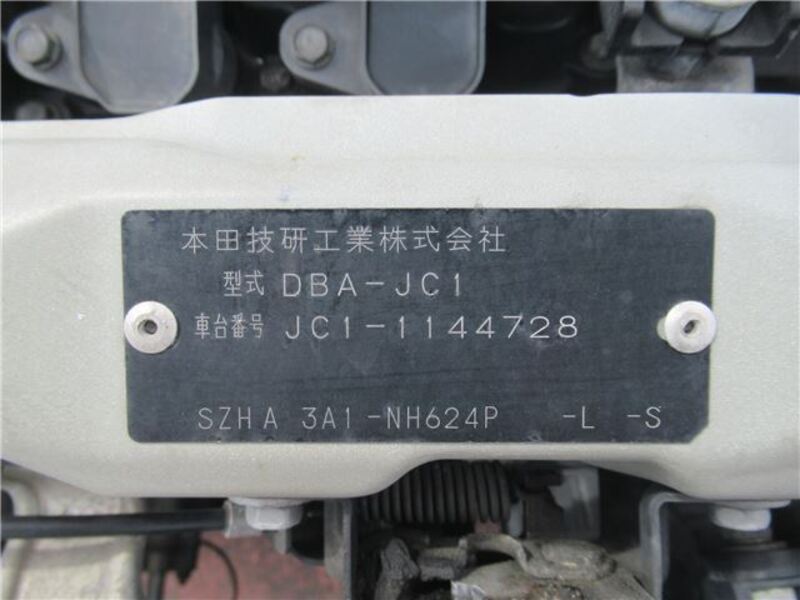 本田技研工業株式会社
型式 DBA-JC1
車台番号 JC1-1144728
SZHA 3A1-NH624P -L -S